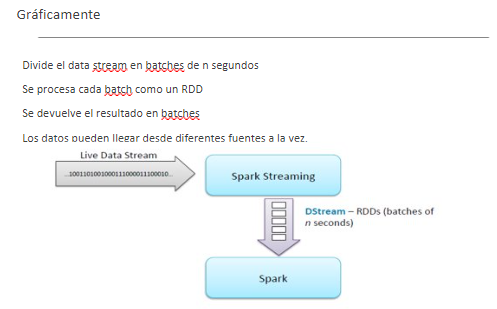 Gráficamente
Divide el data stream en batches de n segundos
Se procesa cada batch como un RDD
Se devuelve el resultado en batches
Los datos pueden llegar desde diferentes fuentes a la vez.
Live Data Stream
...1001101001000111000011100010...
Spark Streaming
DStream – RDDs (batches of
n seconds)
Spark